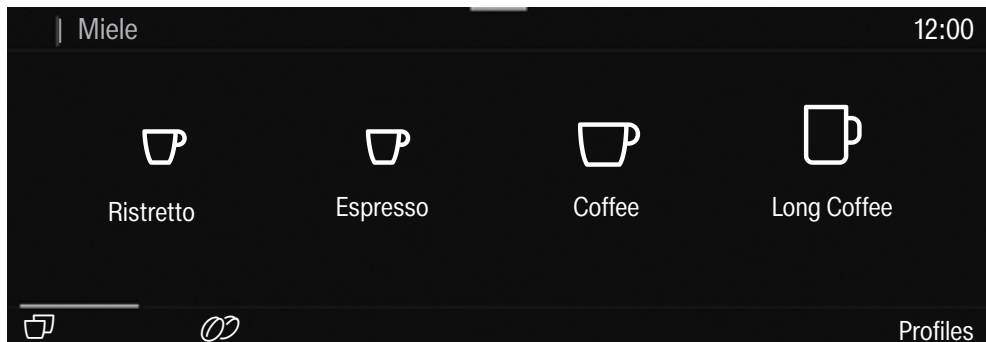 Miele
12:00
Ristretto
Espresso
Coffee
Long Coffee
Profiles